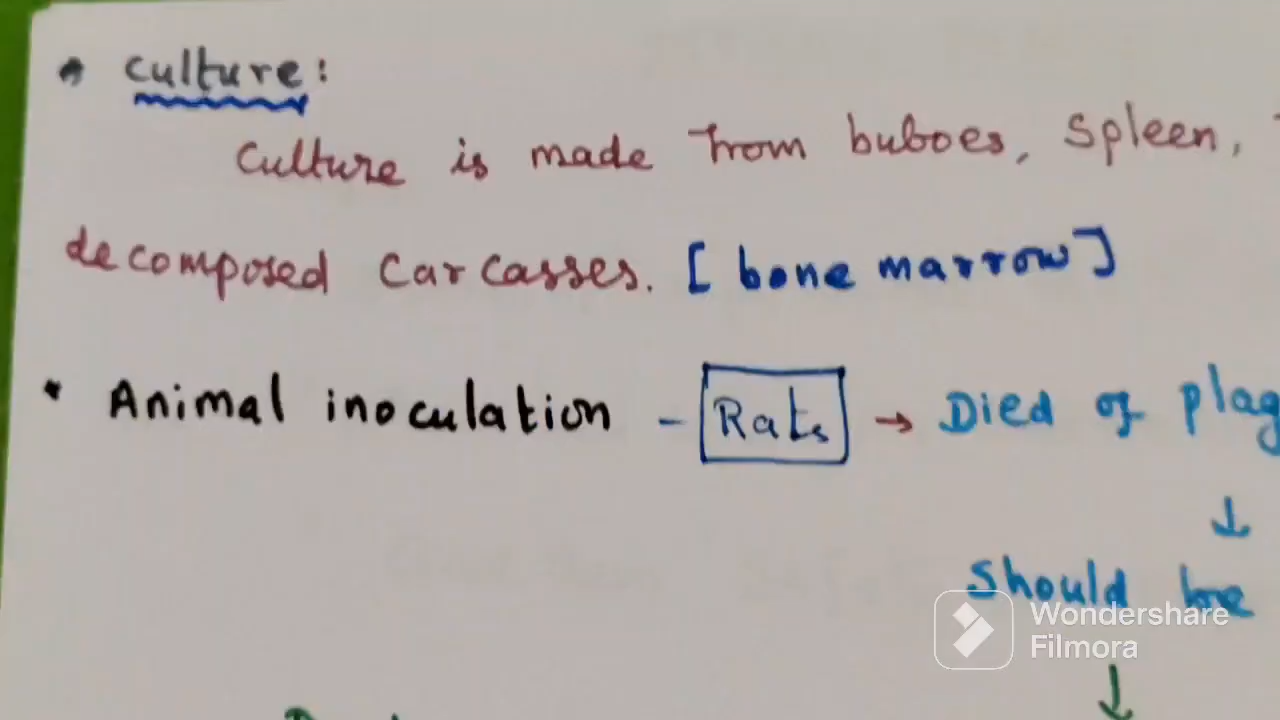 * Culture:
Culture is made from buboes, Spleen,
decomposed Carcasses. [bone marrow]
• Animal inoculation - Rats → Died of plag
↓
Should be
Wondershare
Filmora
↓